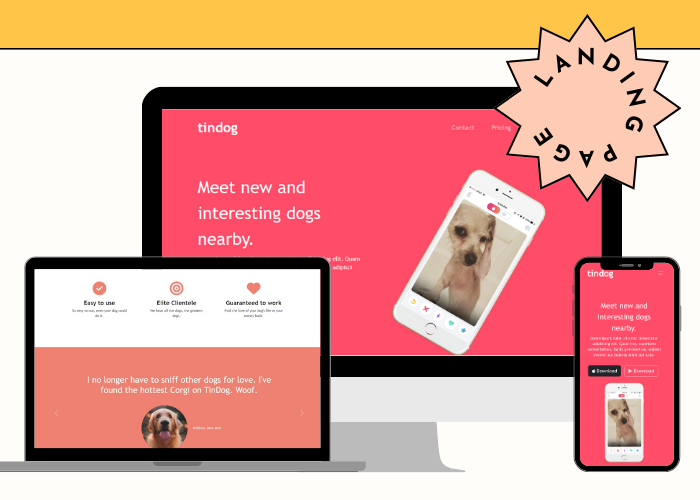 LANDING PAGE
tindog
Contact Pricing
Meet new and
interesting dogs
nearby.
elit. Quam
adipisci
Easy to use
So easy to use, even your dog could
do it.
Elite Clientele
We have all the dogs, the greatest
dogs.
Guaranteed to work
Find the love of your dog's life or your
money back.
I no longer have to sniff other dogs for love. I've
found the hottest Corgi on TinDog. Woof.
tindog
Meet new and
interesting dogs
nearby.
Download
Download